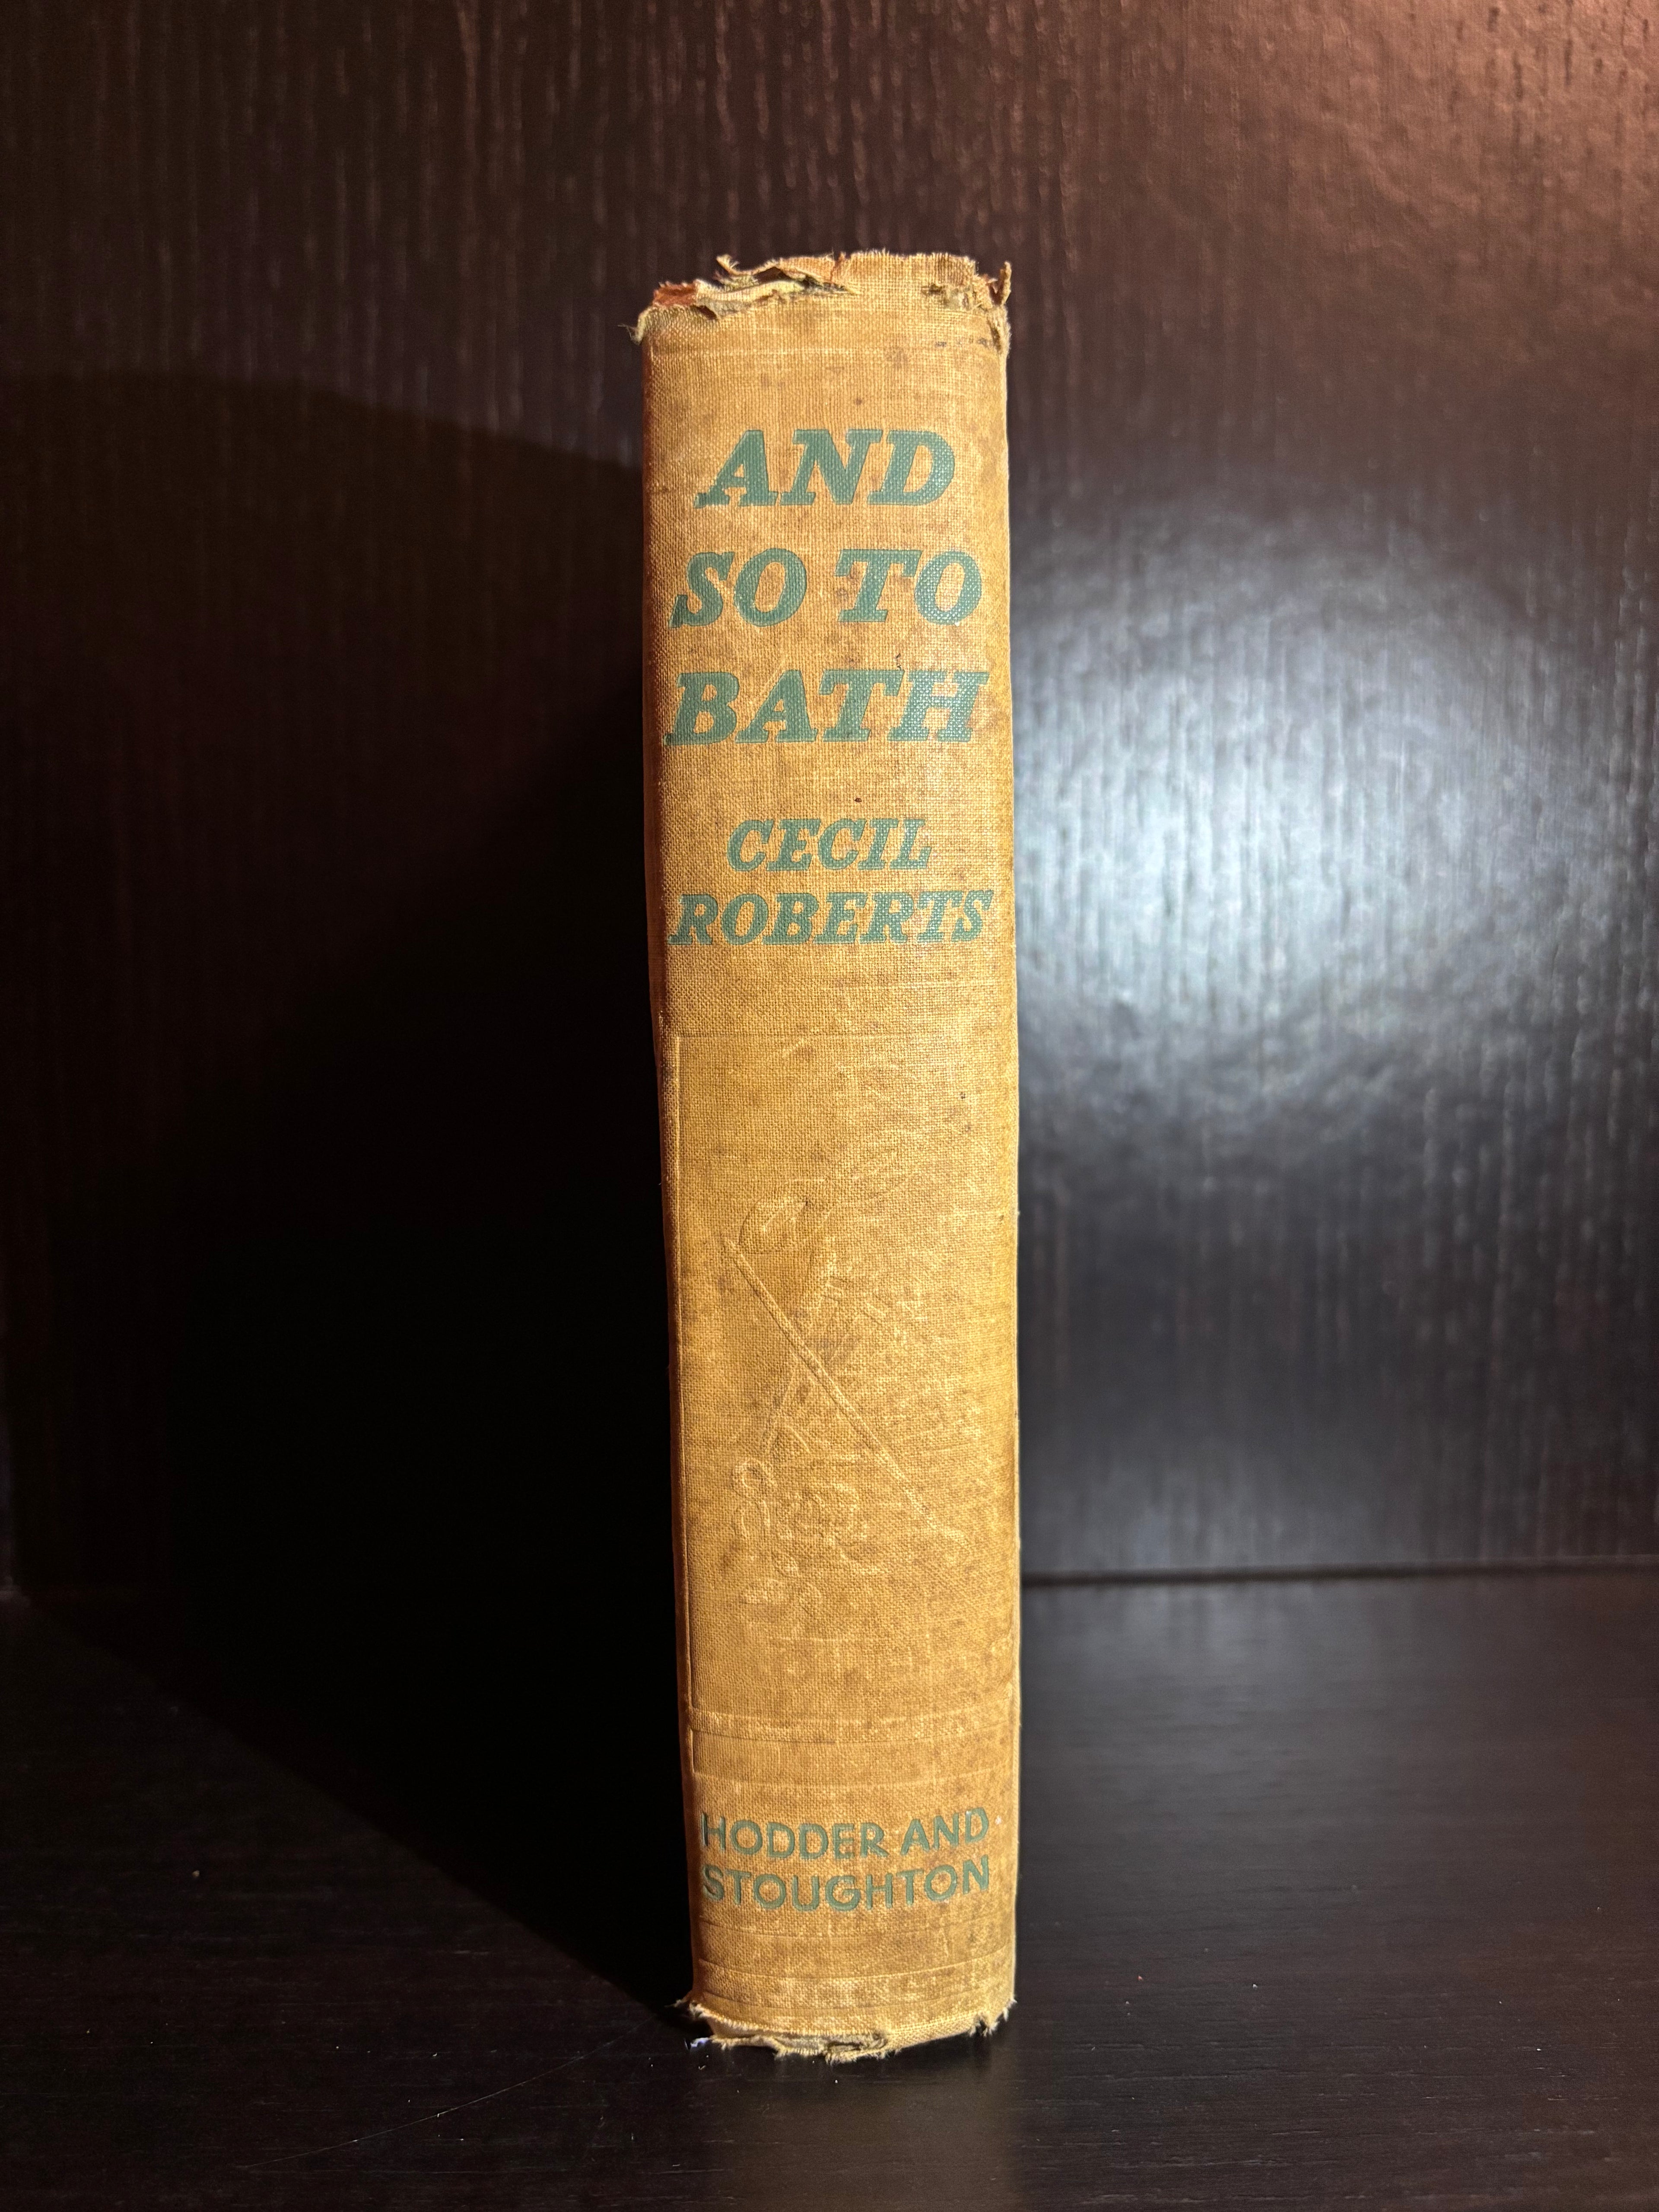 AND
SO TO
BATH
CECIL
ROBERTS
HODDER AND
STOUGHTON